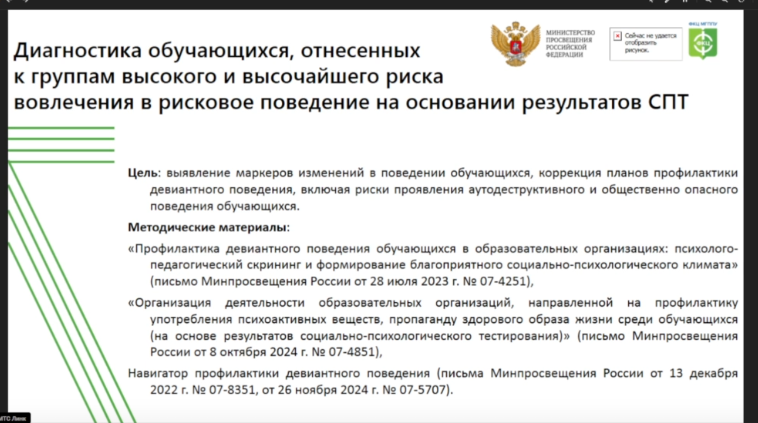 Диагностика обучающихся, отнесенных
к группам высокого и высочайшего риска
вовлечения в рисковое поведение на основании результатов СПТ
МИНИСТЕРСТВО
ПРОСВЕЩЕНИЯ
РОССИЙСКОЙ
ФЕДЕРАЦИИ
Сейчас не удается
отобразить
рисунок.
ФКЦ МГППУ
ФКЦ
Цель: выявление маркеров изменений в поведении обучающихся, коррекция планов профилактики
девиантного поведения, включая риски проявления аутодеструктивного и общественно опасного
поведения обучающихся.
Методические материалы:
«Профилактика девиантного поведения обучающихся в образовательных организациях: психолого-
педагогический скрининг и формирование благоприятного социально-психологического климата»
(письмо Минпросвещения России от 28 июля 2023 г. № 07-4251),
«Организация деятельности образовательных организаций, направленной на профилактику
употребления психоактивных веществ, пропаганду здорового образа жизни среди обучающихся
(на основе результатов социально-психологического тестирования)» (письмо Минпросвещения
России от 8 октября 2024 г. № 07-4851),
Навигатор профилактики девиантного поведения (письма Минпросвещения России от 13 декабря
2022 г. № 07-8351, от 26 ноября 2024 г. № 07-5707).
МТС Линк